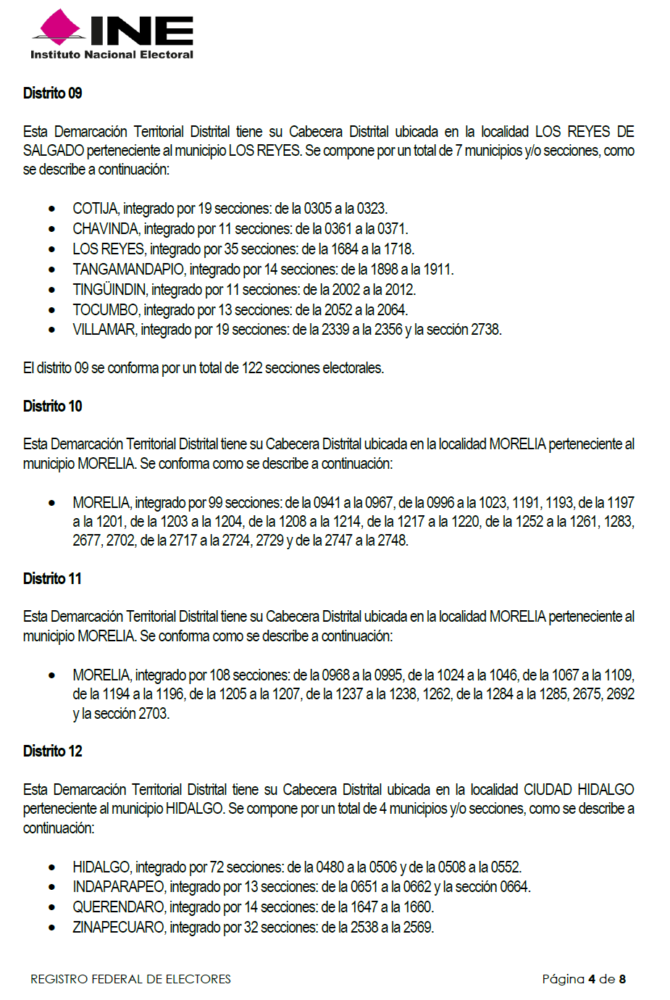 INE
Instituto Nacional Electoral
Distrito 09
Esta Demarcación Territorial Distrital tiene su Cabecera Distrital ubicada en la localidad LOS REYES DE
SALGADO perteneciente al municipio LOS REYES. Se compone por un total de 7 municipios y/o secciones, como
se describe a continuación:
• COTIJA, integrado por 19 secciones: de la 0305 a la 0323.
• CHAVINDA, integrado por 11 secciones: de la 0361 a la 0371.
• LOS REYES, integrado por 35 secciones: de la 1684 a la 1718.
• TANGAMANDAPIO, integrado por 14 secciones: de la 1898 a la 1911.
• TINGÜINDIN, integrado por 11 secciones: de la 2002 a la 2012.
• TOCUMBO, integrado por 13 secciones: de la 2052 a la 2064.
• VILLAMAR, integrado por 19 secciones: de la 2339 a la 2356 y la sección 2738.
El distrito 09 se conforma por un total de 122 secciones electorales.
Distrito 10
Esta Demarcación Territorial Distrital tiene su Cabecera Distrital ubicada en la localidad MORELIA perteneciente al
municipio MORELIA. Se conforma como se describe a continuación:
• MORELIA, integrado por 99 secciones: de la 0941 a la 0967, de la 0996 a la 1023, 1191, 1193, de la 1197
a la 1201, de la 1203 a la 1204, de la 1208 a la 1214, de la 1217 a la 1220, de la 1252 a la 1261, 1283,
2677, 2702, de la 2717 a la 2724, 2729 y de la 2747 a la 2748.
Distrito 11
Esta Demarcación Territorial Distrital tiene su Cabecera Distrital ubicada en la localidad MORELIA perteneciente al
municipio MORELIA. Se conforma como se describe a continuación:
• MORELIA, integrado por 108 secciones: de la 0968 a la 0995, de la 1024 a la 1046, de la 1067 a la 1109,
de la 1194 a la 1196, de la 1205 a la 1207, de la 1237 a la 1238, 1262, de la 1284 a la 1285, 2675, 2692
y la sección 2703.
Distrito 12
Esta Demarcación Territorial Distrital tiene su Cabecera Distrital ubicada en la localidad CIUDAD HIDALGO
perteneciente al municipio HIDALGO. Se compone por un total de 4 municipios y/o secciones, como se describe a
continuación:
• HIDALGO, integrado por 72 secciones: de la 0480 a la 0506 y de la 0508 a la 0552.
• INDAPARAPEO, integrado por 13 secciones: de la 0651 a la 0662 y la sección 0664.
• QUERENDARO, integrado por 14 secciones: de la 1647 a la 1660.
• ZINAPECUARO, integrado por 32 secciones: de la 2538 a la 2569.
REGISTRO FEDERAL DE ELECTORES Página 4 de 8